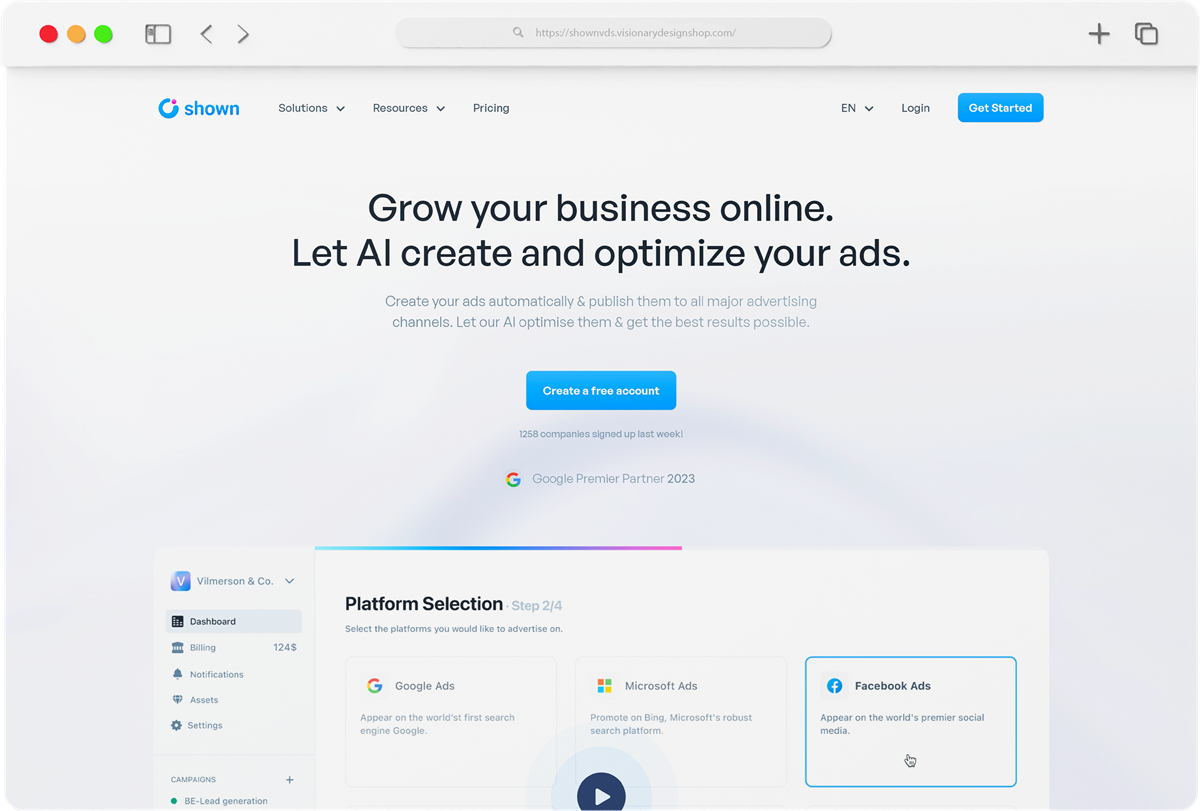 https://shownvds.visionarydesignshop.com/
shown
Solutions
Resources
Pricing
EN
Login
Get Started
Grow your business online.
Let AI create and optimize your ads.
Create your ads automatically & publish them to all major advertising
channels. Let our AI optimise them & get the best results possible.
Create a free account
1258 companies signed up last week!
Google Premier Partner 2023
V Vilmerson & Co.
Dashboard
Billing 124$
Notifications
Assets
Settings
CAMPAIGNS +
BE-Lead generation
Platform Selection · Step 2/4
Select the platforms you would like to advertise on.
Google Ads
Appear on the world'st first search
engine Google.
Microsoft Ads
Promote on Bing, Microsoft's robust
search platform.
Facebook Ads
Appear on the world's premier social
media.